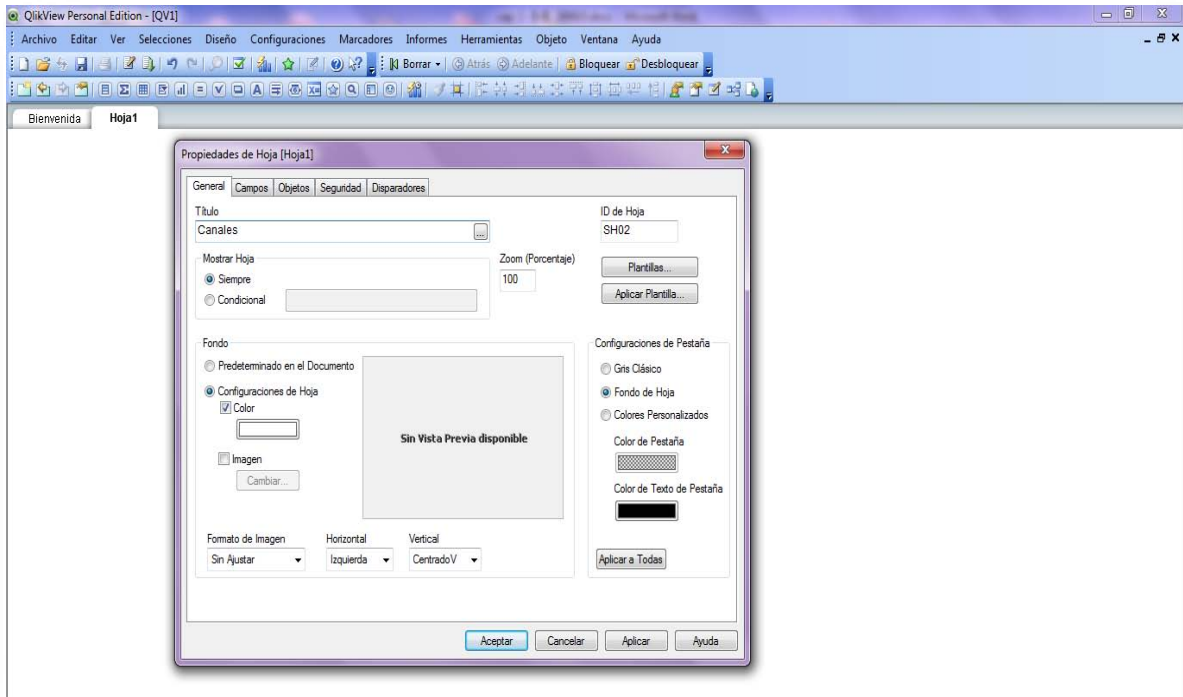 QlikView Personal Edition - [QV1]
Archivo Editar Ver Selecciones Diseño Configuraciones Marcadores Informes Herramientas Objeto Ventana Ayuda
Borrar Atrás Adelante Bloquear Desbloquear
Bienvenida Hoja1
Propiedades de Hoja [Hoja1]
General Campos Objetos Seguridad Disparadores
Título ID de Hoja
Canales ... SH02
Mostrar Hoja Zoom (Porcentaje)
Siempre 100 Plantillas...
Condicional Aplicar Plantilla...
Fondo Configuraciones de Pestaña
Predeterminado en el Documento Gris Clásico
Configuraciones de Hoja Fondo de Hoja
Color Colores Personalizados
Sin Vista Previa disponible Color de Pestaña
Imagen
Cambiar... Color de Texto de Pestaña
Formato de Imagen Horizontal Vertical
Sin Ajustar Izquierda CentradoV Aplicar a Todas
Aceptar Cancelar Aplicar Ayuda